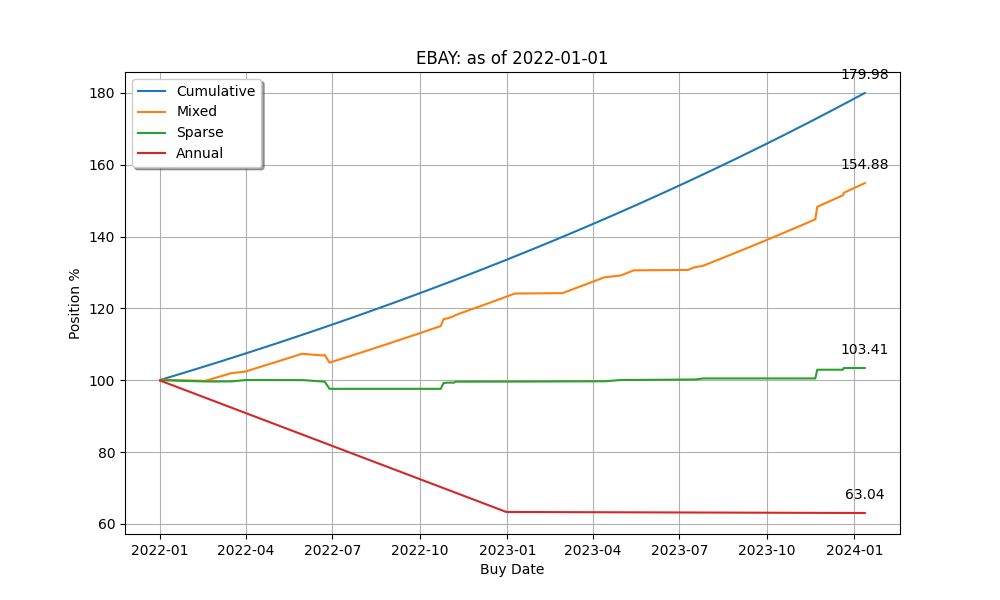 EBAY: as of 2022-01-01
179.98
180
Cumulative
Mixed
Sparse
Annual
154.88
160
140
120
103.41
100
80
63.04
60
Position %
2022-01 2022-04 2022-07 2022-10 2023-01 2023-04 2023-07 2023-10 2024-01
Buy Date